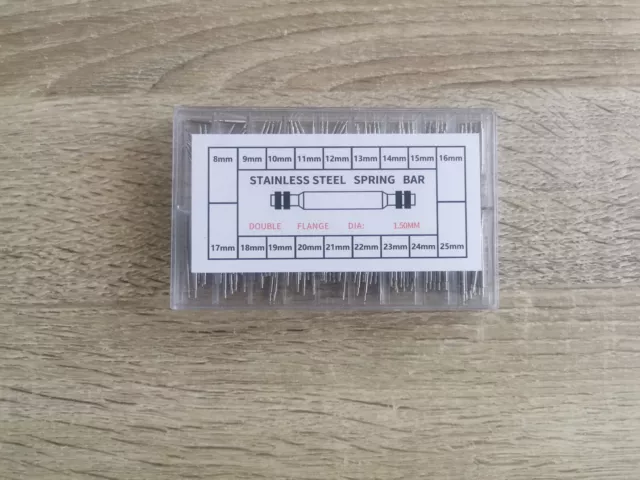 8mm 9mm 10mm 11mm 12mm 13mm 14mm 15mm 16mm
STAINLESS STEEL SPRING BAR
DOUBLE FLANGE DIA: 1.50MM
17mm 18mm 19mm 20mm 21mm 22mm 23mm 24mm 25mm